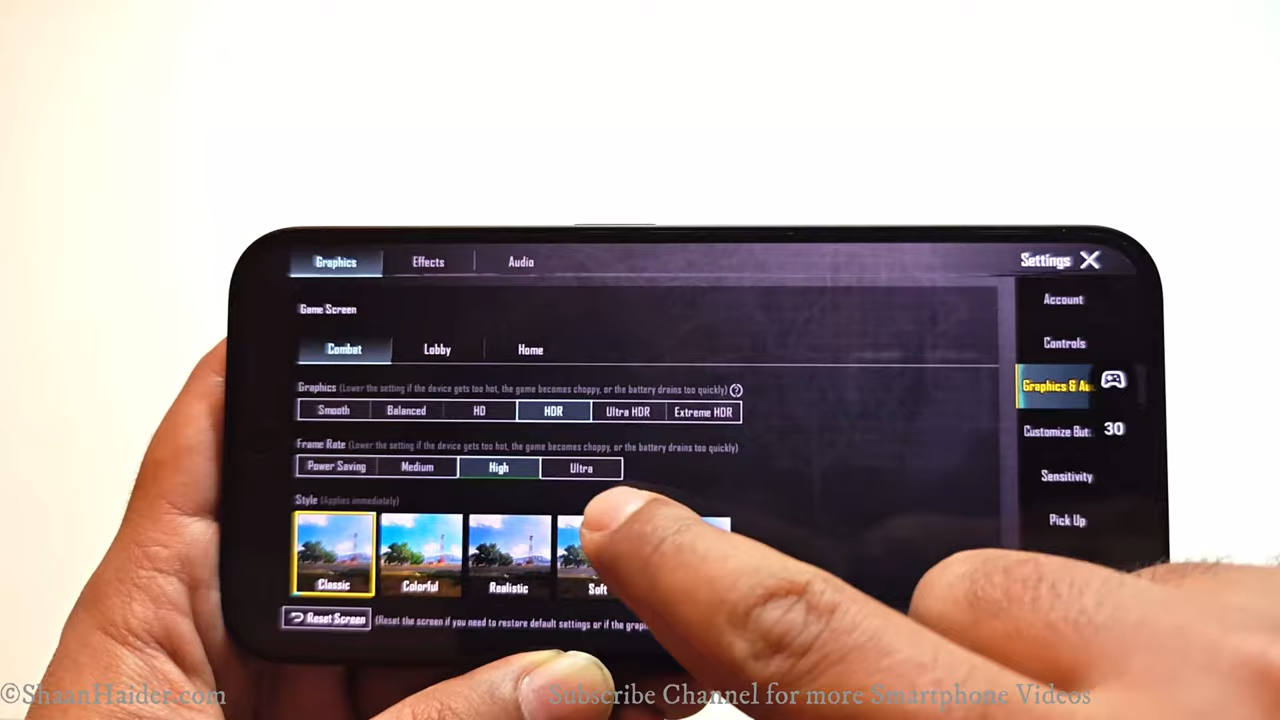 Graphics Effects Audio Settings
Account
Game Screen
Controls
Combat Lobby Home
Graphics (Lower the setting if the device gets too hot, the game becomes choppy, or the battery drains too quickly)
Graphics & Au
Smooth Balanced HD HDR Ultra HDR Extreme HDR
Customize But 30
Frame Rate (Lower the setting if the device gets too hot, the game becomes choppy, or the battery drains too quickly)
Power Saving Medium High Ultra
Sensitivity
Style (Applies immediately)
Pick Up
Classic Colorful Realistic Soft
Reset Screen (Reset the screen if you need to restore default settings or if the grap
©ShaanHaider.com Subscribe Channel for more Smartphone Videos